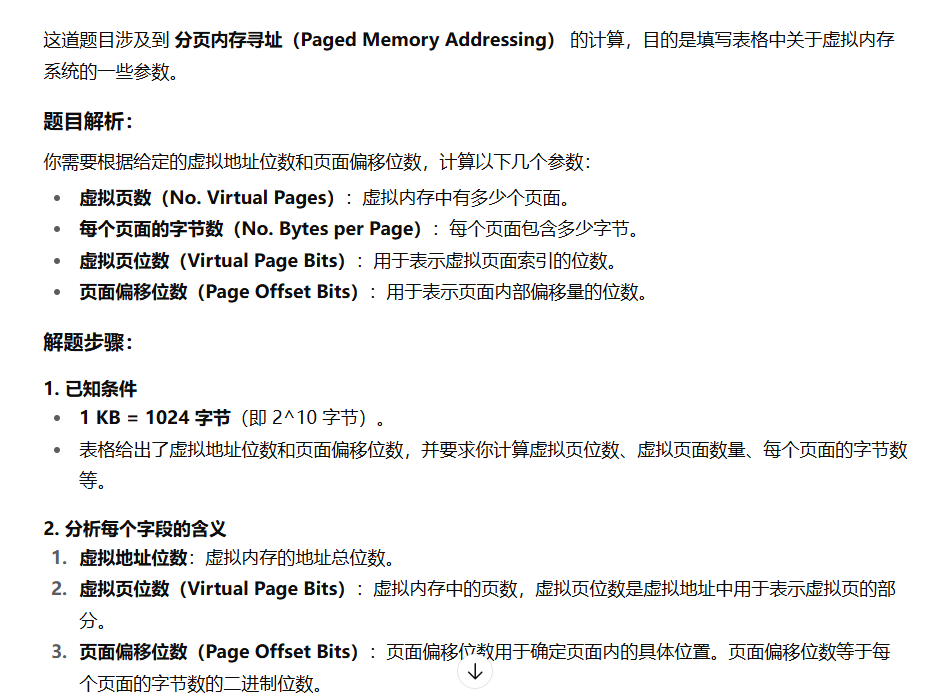 这道题目涉及到 分页内存寻址（Paged Memory Addressing） 的计算，目的是填写表格中关于虚拟内存
系统的一些参数。
题目解析：
你需要根据给定的虚拟地址位数和页面偏移位数，计算以下几个参数：
• 虚拟页数（No. Virtual Pages）：虚拟内存中有多少个页面。
• 每个页面的字节数（No. Bytes per Page）：每个页面包含多少字节。
• 虚拟页位数（Virtual Page Bits）：用于表示虚拟页面索引的位数。
• 页面偏移位数（Page Offset Bits）：用于表示页面内部偏移量的位数。
解题步骤：
1. 已知条件
• 1 KB = 1024 字节（即 2^10 字节）。
• 表格给出了虚拟地址位数和页面偏移位数，并要求你计算虚拟页位数、虚拟页面数量、每个页面的字节数
等。
2. 分析每个字段的含义
1. 虚拟地址位数：虚拟内存的地址总位数。
2. 虚拟页位数（Virtual Page Bits）：虚拟内存中的页数，虚拟页位数是虚拟地址中用于表示虚拟页的部
分。
3. 页面偏移位数（Page Offset Bits）：页面偏移位数用于确定页面内的具体位置。页面偏移位数等于每
个页面的字节数的二进制位数。